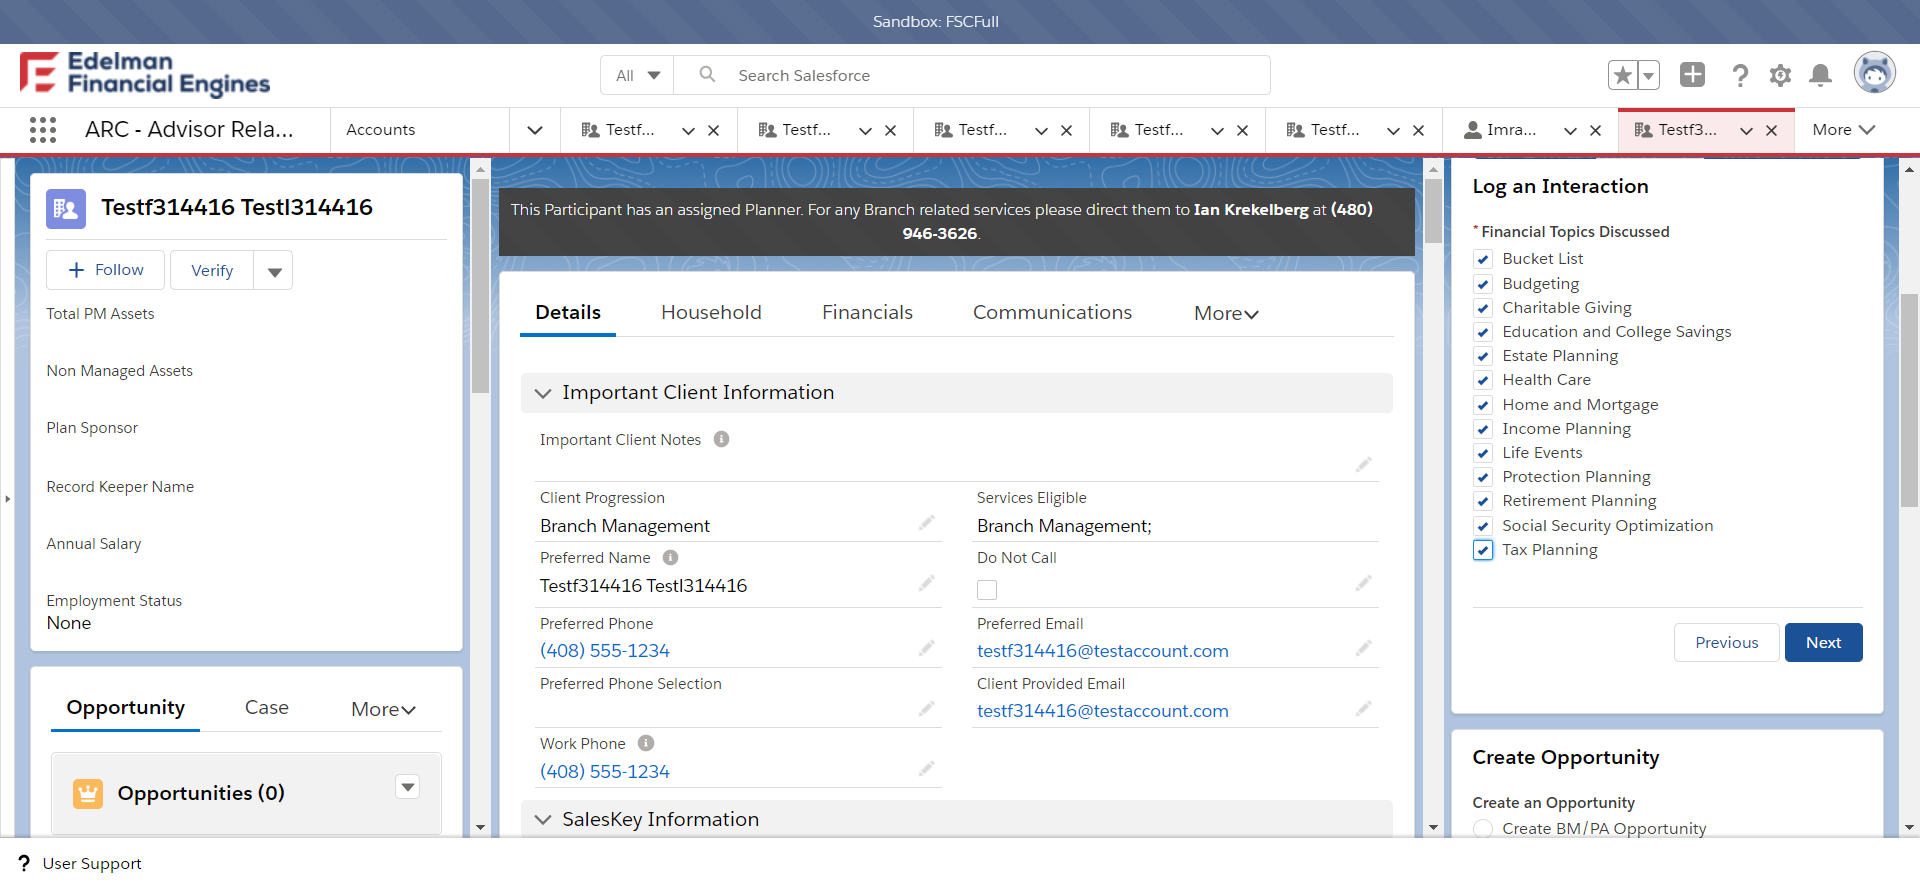 Sandbox: FSCFull
Edelman
Financial Engines
All
Search Salesforce
ARC - Advisor Rela...
Accounts
Testf...
Testf...
Testf...
Testf...
Testf...
Imra...
Testf3...
More
Testf314416 Testl314416
Follow
Verify
Total PM Assets
Non Managed Assets
Plan Sponsor
Record Keeper Name
Annual Salary
Employment Status
None
Opportunity
Case
More
Opportunities (0)
This Participant has an assigned Planner. For any Branch related services please direct them to Ian Krekelberg at (480)
946-3626.
Details
Household
Financials
Communications
More
Important Client Information
Important Client Notes
Client Progression
Branch Management
Services Eligible
Branch Management;
Preferred Name
Testf314416 Testl314416
Do Not Call
Preferred Phone
(408) 555-1234
Preferred Email
testf314416@testaccount.com
Preferred Phone Selection
Client Provided Email
testf314416@testaccount.com
Work Phone
(408) 555-1234
SalesKey Information
Log an Interaction
* Financial Topics Discussed
Bucket List
Budgeting
Charitable Giving
Education and College Savings
Estate Planning
Health Care
Home and Mortgage
Income Planning
Life Events
Protection Planning
Retirement Planning
Social Security Optimization
Tax Planning
Previous
Next
Create Opportunity
Create an Opportunity
Create BM/PA Opportunity
? User Support